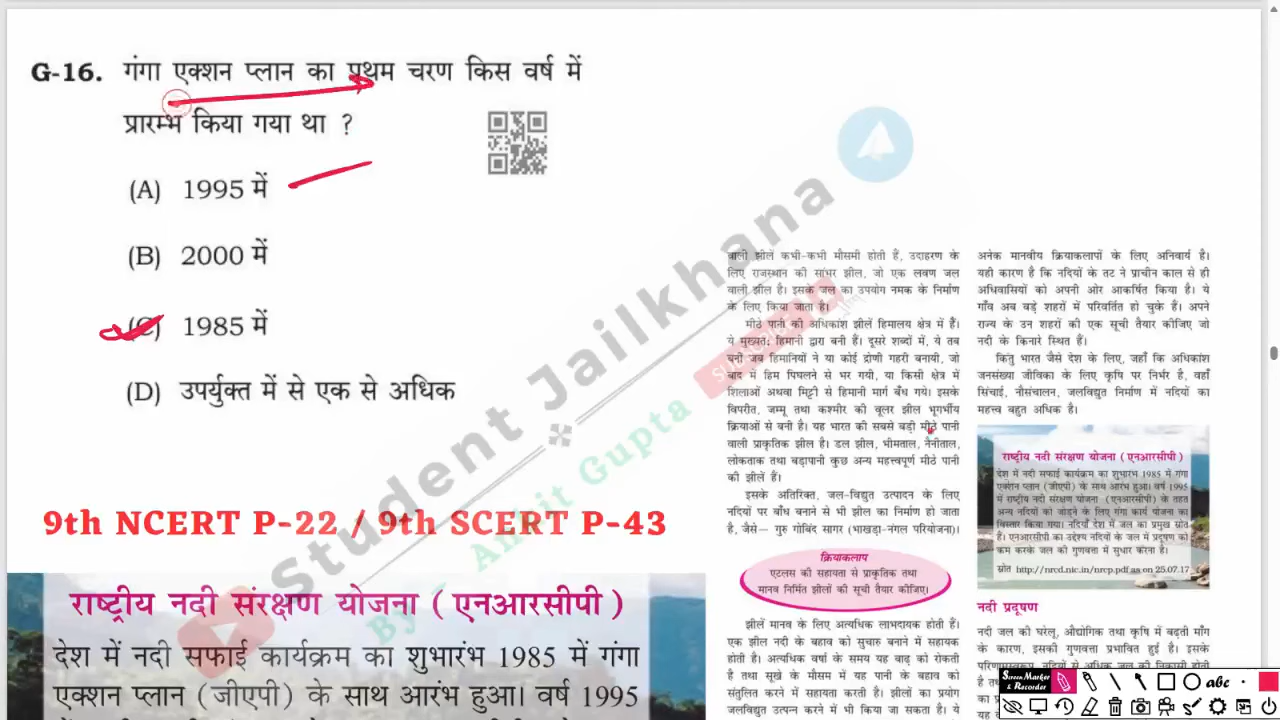 G-16. गंगा एक्शन प्लान का प्रथम चरण किस वर्ष में
प्रारम्भ किया गया था ?
(A) 1995 में
(B) 2000 में
(C) 1985 में
(D) उपर्युक्त में से एक से अधिक
9th NCERT P-22 / 9th SCERT P-43
राष्ट्रीय नदी संरक्षण योजना (एनआरसीपी)
देश में नदी सफाई कार्यक्रम का शुभारंभ 1985 में गंगा
एक्शन प्लान (जीएपी) के साथ आरंभ हुआ। वर्ष 1995
Student Jailkhana
By Amit Gupta
वाली झीलें कभी-कभी मौसमी होती हैं, उदाहरण के
लिए राजस्थान की सांभर झील, जो एक लवण जल
वाली झील है। इसके जल का उपयोग नमक के निर्माण
के लिए किया जाता है।
मीठे पानी की अधिकांश झीलें हिमालय क्षेत्र में हैं।
ये मुख्यतः हिमानी द्वारा बनी हैं। दूसरे शब्दों में, ये तब
बनीं जब हिमानियों ने या कोई द्रोणी गहरी बनायी, जो
बाद में हिम पिघलने से भर गयी, या किसी क्षेत्र में
शिलाओं अथवा मिट्टी से हिमानी मार्ग बँध गये। इसके
विपरीत, जम्मू तथा कश्मीर की वूलर झील भूगर्भीय
क्रियाओं से बनी है। यह भारत की सबसे बड़ी मीठे पानी
वाली प्राकृतिक झील है। डल झील, भीमताल, नैनीताल,
लोकताक तथा बड़ापानी कुछ अन्य महत्त्वपूर्ण मीठे पानी
की झीलें हैं।
इसके अतिरिक्त, जल-विद्युत उत्पादन के लिए
नदियों पर बाँध बनाने से भी झील का निर्माण हो जाता
है, जैसे- गुरु गोबिंद सागर (भाखड़ा-नंगल परियोजना)।
क्रियाकलाप
एटलस की सहायता से प्राकृतिक तथा
मानव निर्मित झीलों की सूची तैयार कीजिए।
झीलें मानव के लिए अत्यधिक लाभदायक होती हैं।
एक झील नदी के बहाव को सुचारु बनाने में सहायक
होती है। अत्यधिक वर्षा के समय यह बाढ़ को रोकती
है तथा सूखे के मौसम में यह पानी के बहाव को
संतुलित करने में सहायता करती है। झीलों का प्रयोग
जलविद्युत उत्पन्न करने में भी किया जा सकता है। ये
अनेक मानवीय क्रियाकलापों के लिए अनिवार्य है।
यही कारण है कि नदियों के तट ने प्राचीन काल से ही
अधिवासियों को अपनी ओर आकर्षित किया है। ये
गाँव अब बड़े शहरों में परिवर्तित हो चुके हैं। अपने
राज्य के उन शहरों की एक सूची तैयार कीजिए जो
नदी के किनारे स्थित हैं।
किंतु भारत जैसे देश के लिए, जहाँ कि अधिकांश
जनसंख्या जीविका के लिए कृषि पर निर्भर है, वहाँ
सिंचाई, नौसंचालन, जलविद्युत निर्माण में नदियों का
महत्त्व बहुत अधिक है।
राष्ट्रीय नदी संरक्षण योजना (एनआरसीपी)
देश में नदी सफाई कार्यक्रम का शुभारंभ 1985 में गंगा
एक्शन प्लान (जीएपी) के साथ आरंभ हुआ। वर्ष 1995
में राष्ट्रीय नदी संरक्षण योजना (एनआरसीपी) के तहत
अन्य नदियों को जोड़ने के लिए गंगा कार्य योजना का
विस्तार किया गया। नदियाँ देश में जल का प्रमुख स्रोत
हैं। एनआरसीपी का उद्देश्य नदियों के जल में प्रदूषण को
कम करके जल की गुणवत्ता में सुधार करना है।
स्रोत http://nrcd.nic.in/nrcp.pdf as on 25.07.17
नदी प्रदूषण
नदी जल की घरेलू, औद्योगिक तथा कृषि में बढ़ती माँग
के कारण, इसकी गुणवत्ता प्रभावित हुई है। इसके
परिणामस्वरूप, नदियों से अधिक जल की निकासी होती
Screen Marker
& Recorder
abc